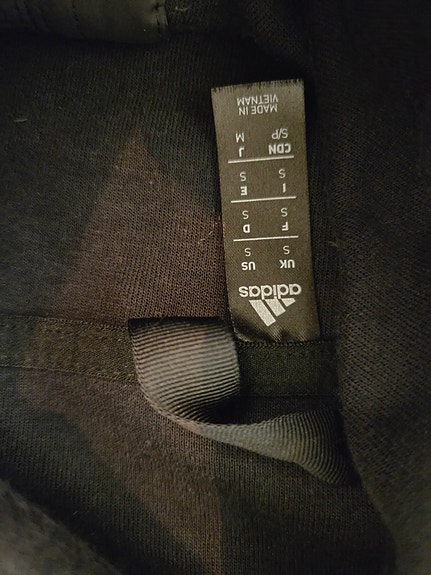 adidas
UK US
S S
F D
S S
I E
S S
CDN J
S/P M
MADE IN
VIETNAM